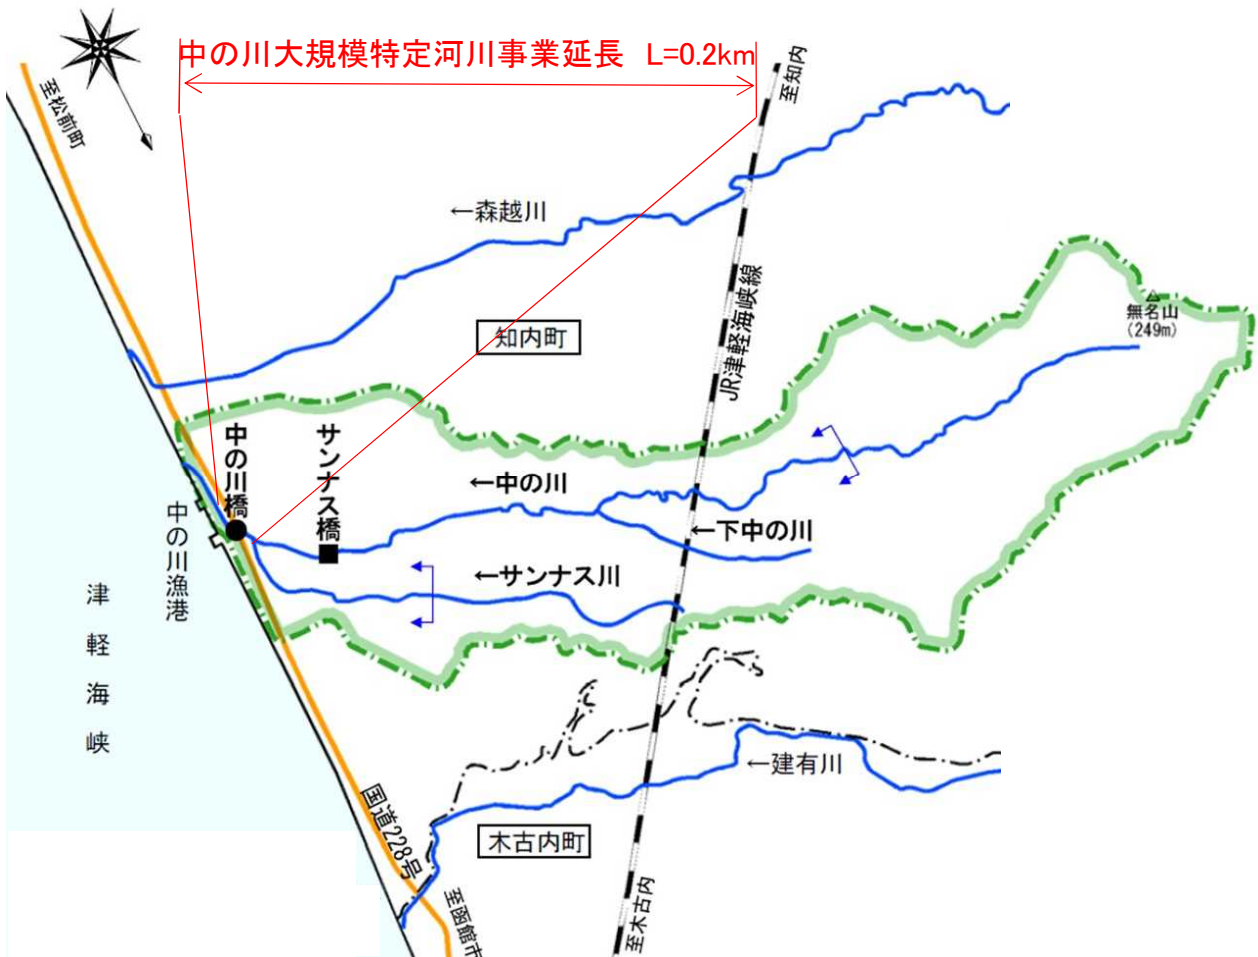 中の川大規模特定河川事業延長 L=0.2km
至松前町
至知内
←森越川
JR津軽海峡線
無名山
(249m)
知内町
中の川橋
サンナス橋
←中の川
←下中の川
中の川漁港
←サンナス川
津軽海峡
←建有川
国道228号
木古内町
至函館市
至木古内